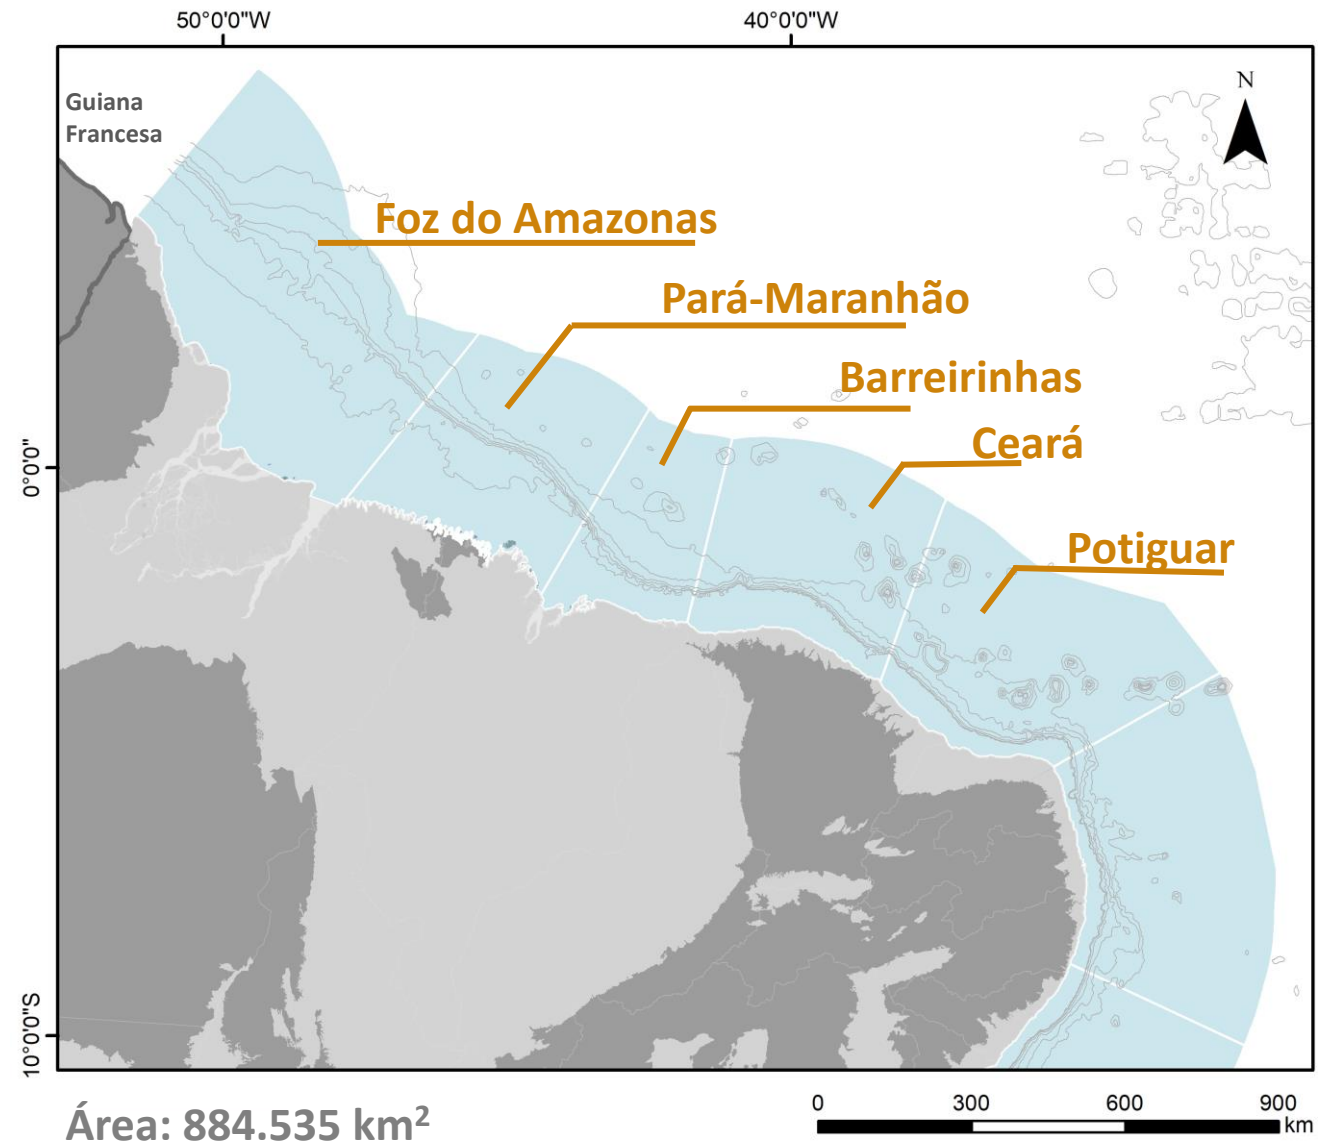 50°0'0"W
40°0'0"W
Guiana
Francesa
N
Foz do Amazonas
Pará-Maranhão
Barreirinhas
Ceará
0°0'0"
Potiguar
10°0'0"S
0 300 600 900
km
Área: 884.535 km²